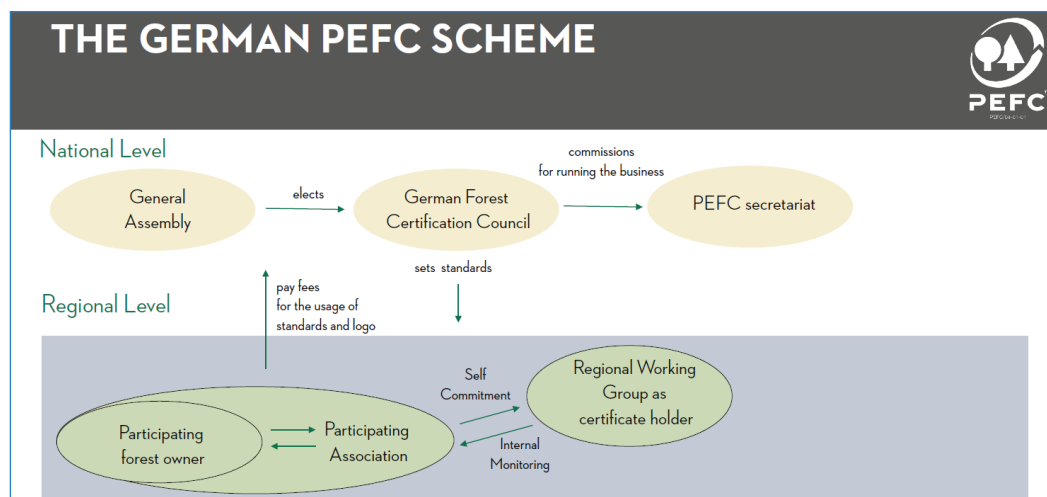 THE GERMAN PEFC SCHEME
PEFC
National Level
General
Assembly
elects
German Forest
Certification Council
commissions
for running the business
PEFC secretariat
sets standards
pay fees
for the usage of
standards and logo
Regional Level
Participating
forest owner
Participating
Association
Self
Commitment
Internal
Monitoring
Regional Working
Group as
certificate holder